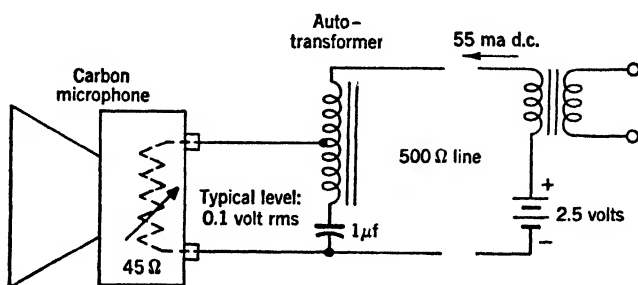 Auto-
transformer
55 ma d.c.
Carbon
microphone
500 Ω line
Typical level:
0.1 volt rms
45 Ω
1μf
+
2.5 volts
−